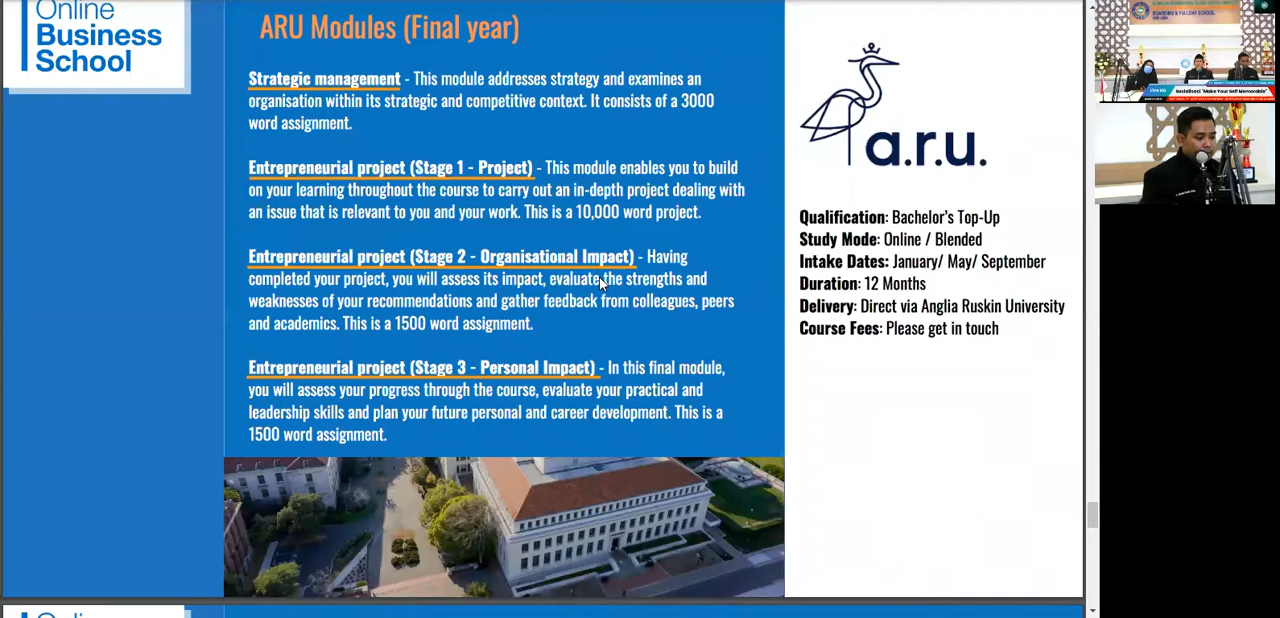 Online
Business
School
ARU Modules (Final year)
Strategic management - This module addresses strategy and examines an
organisation within its strategic and competitive context. It consists of a 3000
word assignment.
Entrepreneurial project (Stage 1 - Project) - This module enables you to build
on your learning throughout the course to carry out an in-depth project dealing with
an issue that is relevant to you and your work. This is a 10,000 word project.
Entrepreneurial project (Stage 2 - Organisational Impact) - Having
completed your project, you will assess its impact, evaluate the strengths and
weaknesses of your recommendations and gather feedback from colleagues, peers
and academics. This is a 1500 word assignment.
Entrepreneurial project (Stage 3 - Personal Impact) - In this final module,
you will assess your progress through the course, evaluate your practical and
leadership skills and plan your future personal and career development. This is a
1500 word assignment.
a.r.u.
Qualification: Bachelor's Top-Up
Study Mode: Online / Blended
Intake Dates: January/ May/ September
Duration: 12 Months
Delivery: Direct via Anglia Ruskin University
Course Fees: Please get in touch
BOARDING & FULLDAY SCHOOL
Sosialisasi "Make Your Self Memorable"
Online